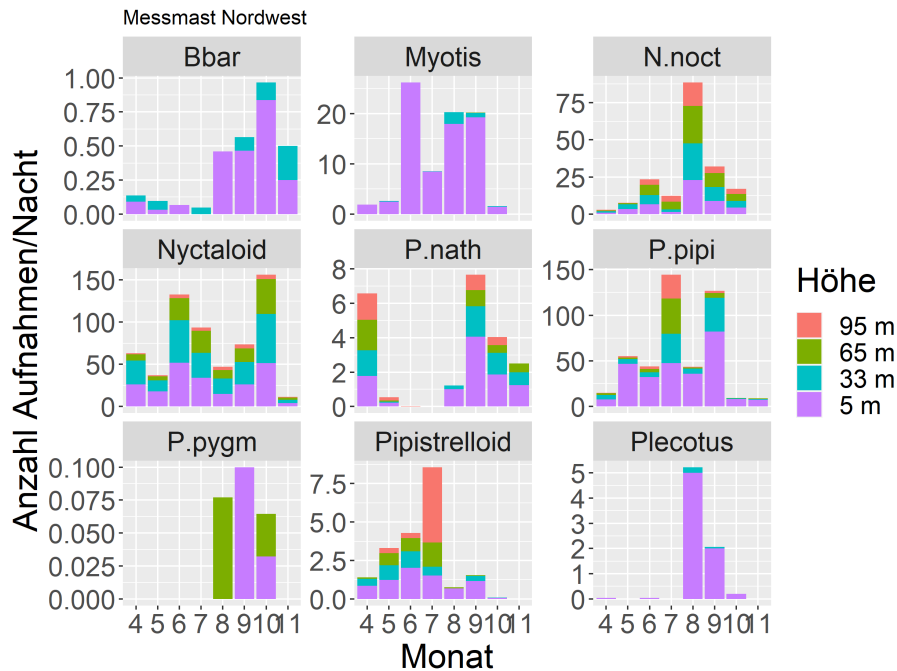 Messmast Nordwest
Bbar
Myotis
N.noct
1.00
0.75
0.50
0.25
0.00
20
10
0
75
50
25
0
Nyctaloid
P.nath
P.pipi
150
100
50
0
8
6
4
2
0
150
100
50
0
P.pygm
Pipistrelloid
Plecotus
0.100
0.075
0.050
0.025
0.000
7.5
5.0
2.5
0.0
5
4
3
2
1
0
4 5 6 7 8 9 10 11
4 5 6 7 8 9 10 11
4 5 6 7 8 9 10 11
Monat
Anzahl Aufnahmen/Nacht
Höhe
95 m
65 m
33 m
5 m